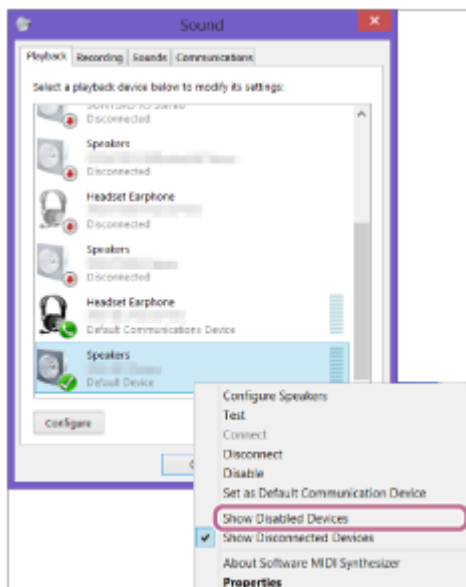 Sound
Playback Recording Sounds Communications
Select a playback device below to modify its settings:
Disconnected
Speakers
Disconnected
Headset Earphone
Disconnected
Speakers
Disconnected
Headset Earphone
Default Communications Device
Speakers
Default Device
Configure
Configure Speakers
Test
Connect
Disconnect
Disable
Set as Default Communication Device
Show Disabled Devices
Show Disconnected Devices
About Software MIDI Synthesizer
Properties